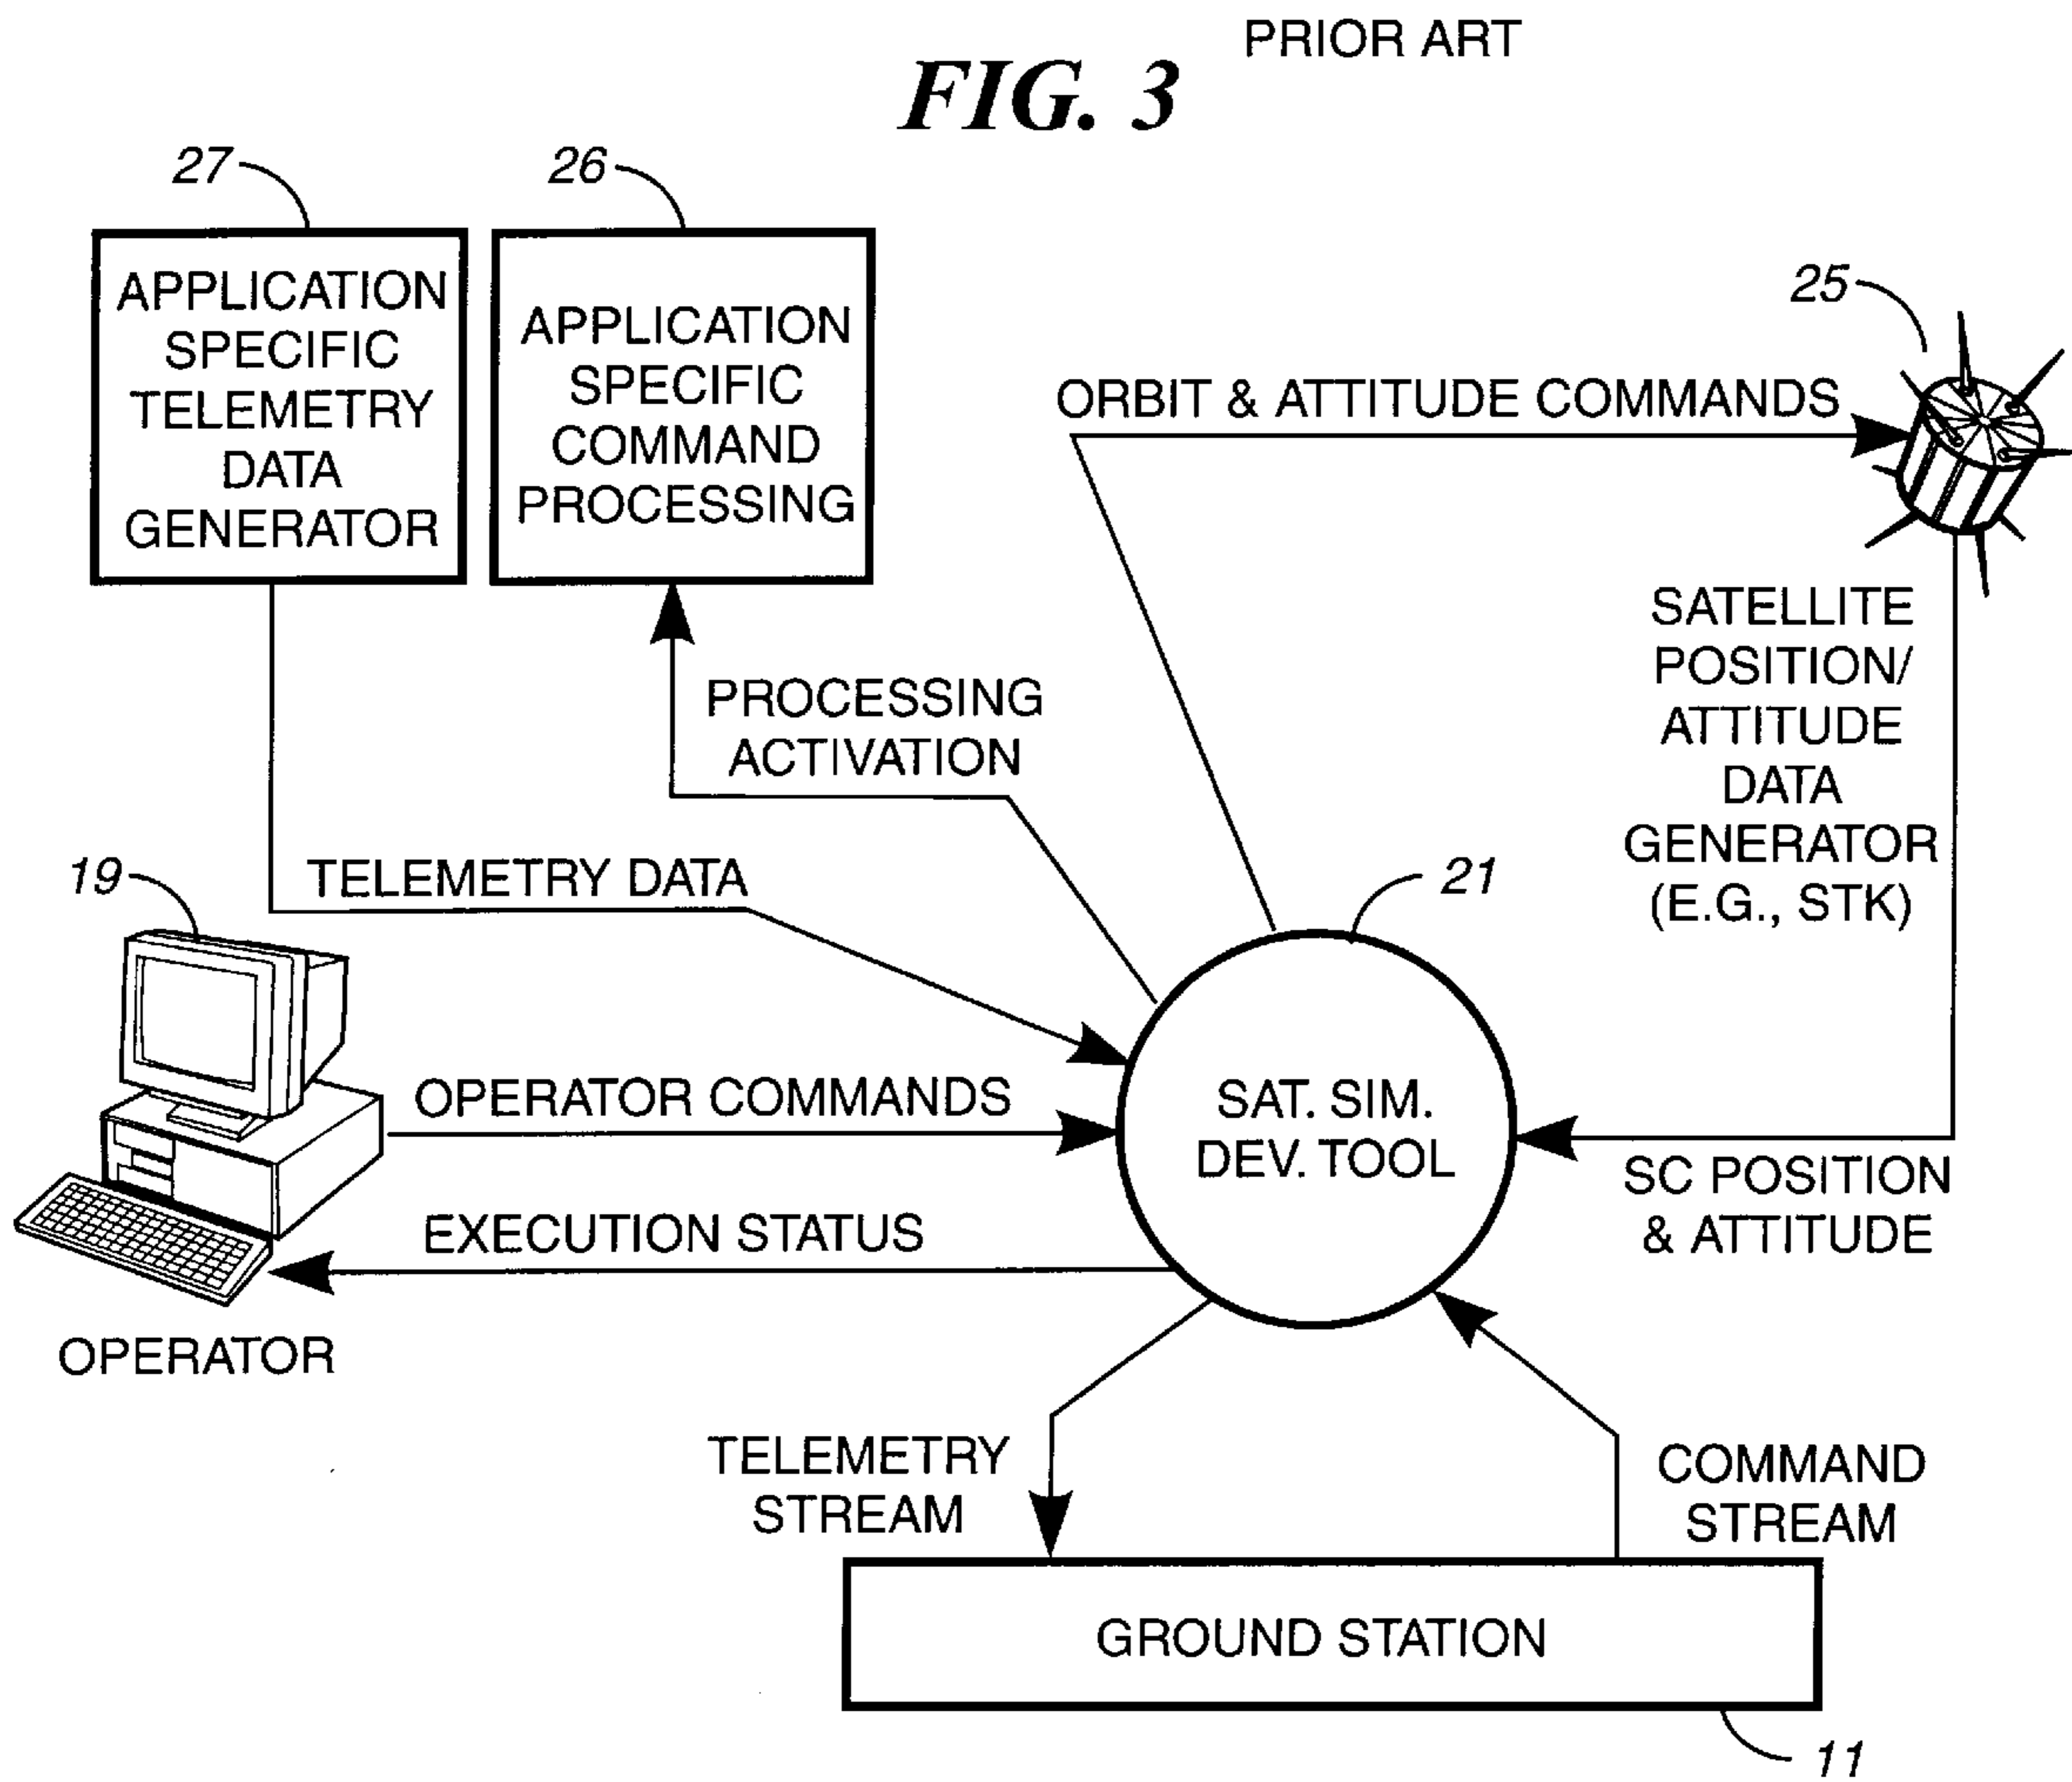 PRIOR ART
FIG. 3
27
26
APPLICATION
SPECIFIC
TELEMETRY
DATA
GENERATOR
APPLICATION
SPECIFIC
COMMAND
PROCESSING
25
ORBIT & ATTITUDE COMMANDS
SATELLITE
POSITION/
ATTITUDE
DATA
GENERATOR
(E.G., STK)
PROCESSING
ACTIVATION
19
TELEMETRY DATA
21
OPERATOR COMMANDS
SAT. SIM.
DEV. TOOL
SC POSITION
& ATTITUDE
EXECUTION STATUS
OPERATOR
TELEMETRY
STREAM
COMMAND
STREAM
GROUND STATION
11